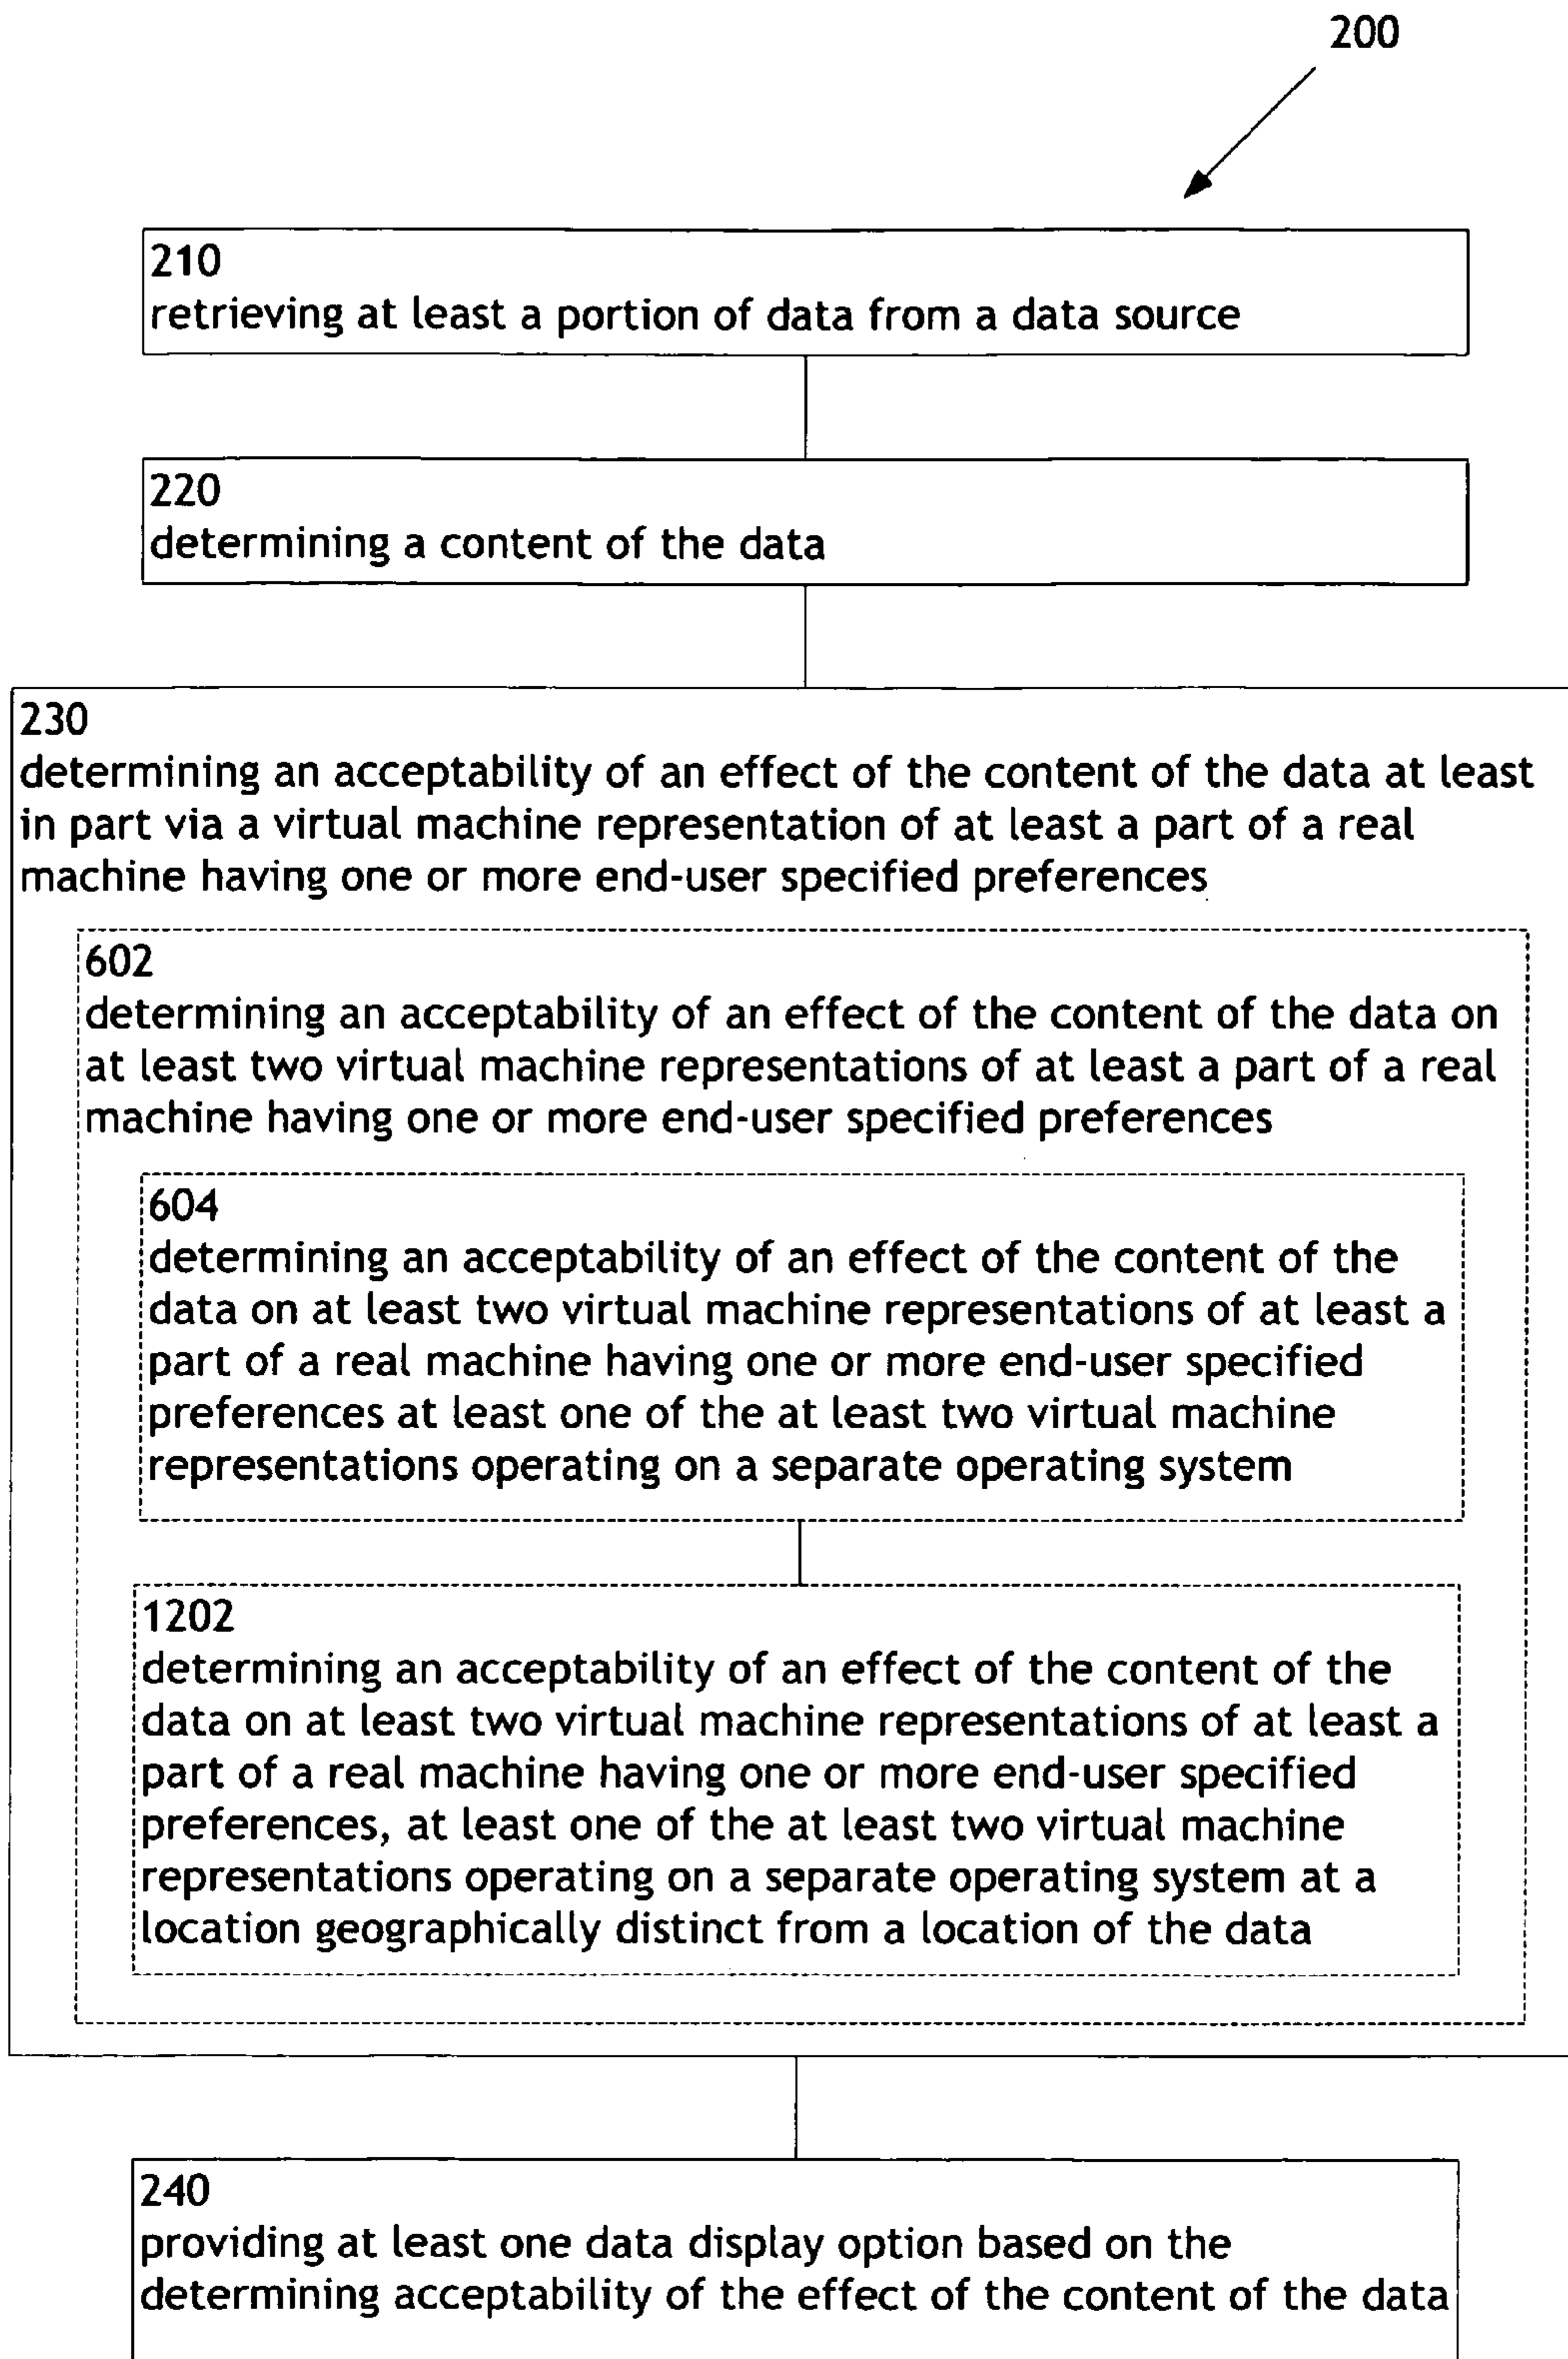 200
210
retrieving at least a portion of data from a data source
220
determining a content of the data
230
determining an acceptability of an effect of the content of the data at least
in part via a virtual machine representation of at least a part of a real
machine having one or more end-user specified preferences
602
determining an acceptability of an effect of the content of the data on
at least two virtual machine representations of at least a part of a real
machine having one or more end-user specified preferences
604
determining an acceptability of an effect of the content of the
data on at least two virtual machine representations of at least a
part of a real machine having one or more end-user specified
preferences at least one of the at least two virtual machine
representations operating on a separate operating system
1202
determining an acceptability of an effect of the content of the
data on at least two virtual machine representations of at least a
part of a real machine having one or more end-user specified
preferences, at least one of the at least two virtual machine
representations operating on a separate operating system at a
location geographically distinct from a location of the data
240
providing at least one data display option based on the
determining acceptability of the effect of the content of the data